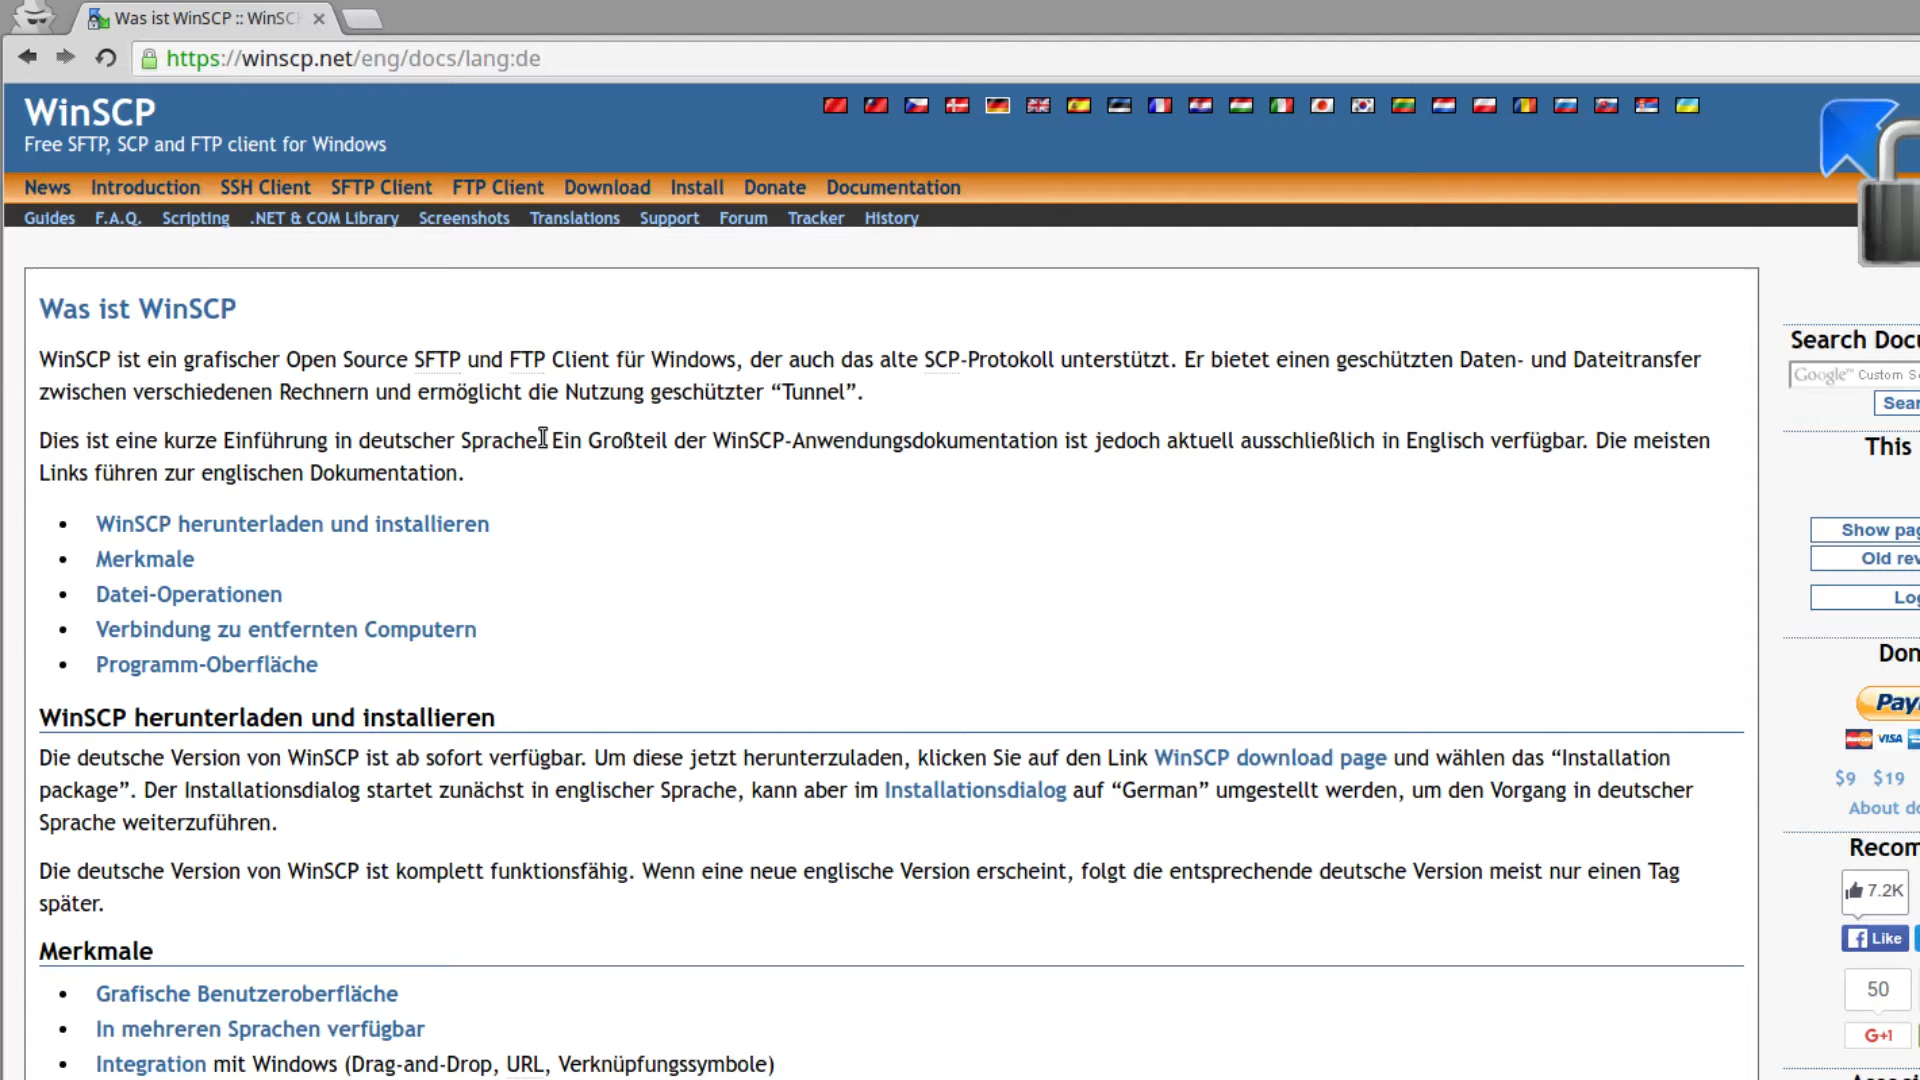 Was ist WinSCP :: WinSC
https://winscp.net/eng/docs/lang:de
WinSCP
Free SFTP, SCP and FTP client for Windows
News Introduction SSH Client SFTP Client FTP Client Download Install Donate Documentation
Guides F.A.Q. Scripting .NET & COM Library Screenshots Translations Support Forum Tracker History
Was ist WinSCP
WinSCP ist ein grafischer Open Source SFTP und FTP Client für Windows, der auch das alte SCP-Protokoll unterstützt. Er bietet einen geschützten Daten- und Dateitransfer
zwischen verschiedenen Rechnern und ermöglicht die Nutzung geschützter “Tunnel”.
Dies ist eine kurze Einführung in deutscher Sprache. Ein Großteil der WinSCP-Anwendungsdokumentation ist jedoch aktuell ausschließlich in Englisch verfügbar. Die meisten
Links führen zur englischen Dokumentation.
• WinSCP herunterladen und installieren
• Merkmale
• Datei-Operationen
• Verbindung zu entfernten Computern
• Programm-Oberfläche
WinSCP herunterladen und installieren
Die deutsche Version von WinSCP ist ab sofort verfügbar. Um diese jetzt herunterzuladen, klicken Sie auf den Link WinSCP download page und wählen das “Installation
package”. Der Installationsdialog startet zunächst in englischer Sprache, kann aber im Installationsdialog auf “German” umgestellt werden, um den Vorgang in deutscher
Sprache weiterzuführen.
Die deutsche Version von WinSCP ist komplett funktionsfähig. Wenn eine neue englische Version erscheint, folgt die entsprechende deutsche Version meist nur einen Tag
später.
Merkmale
• Grafische Benutzeroberfläche
• In mehreren Sprachen verfügbar
• Integration mit Windows (Drag-and-Drop, URL, Verknüpfungssymbole)
Search Docu
Google™ Custom S
Sear
This
Show pag
Old rev
Log
Don
Pay
VISA
$9 $19
About do
Recom
7.2K
Like
50
G+1